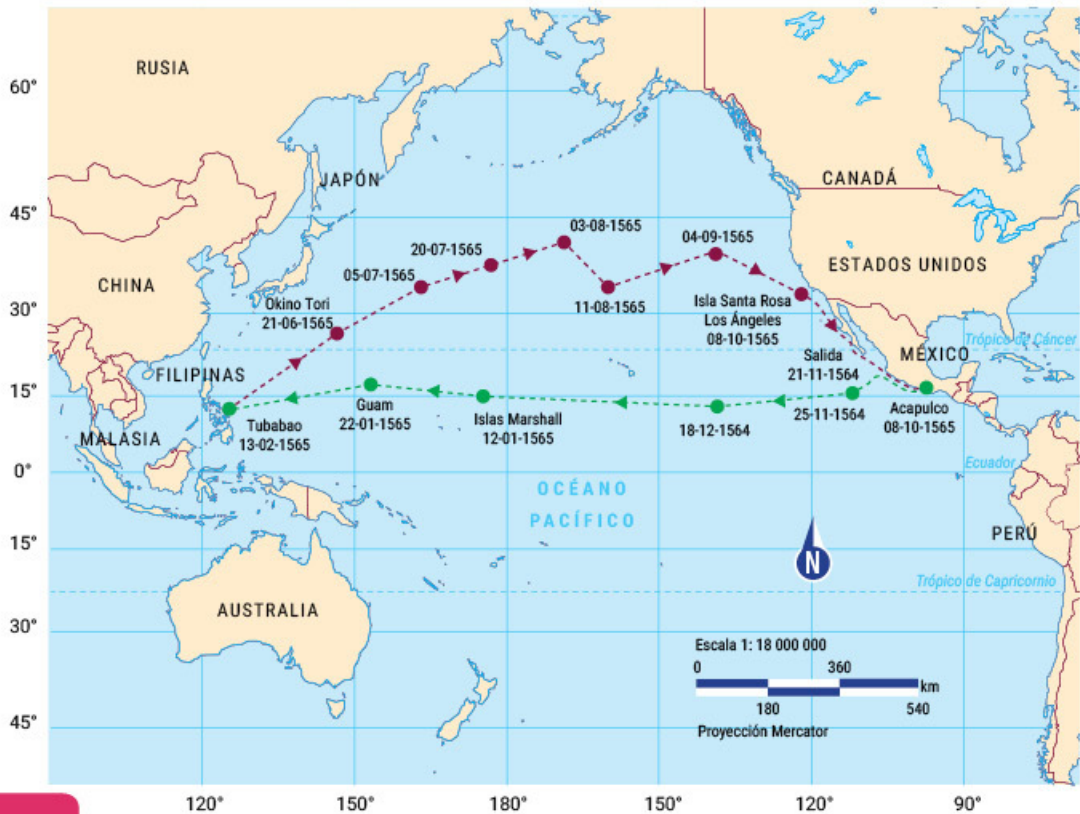 RUSIA
60°
CANADÁ
JAPÓN
45°
03-08-1565
20-07-1565
04-09-1565
05-07-1565
ESTADOS UNIDOS
CHINA
Okino Tori
21-06-1565
11-08-1565
Isla Santa Rosa
Los Ángeles
08-10-1565
30°
Trópico de Cáncer
MÉXICO
Salida
21-11-1564
FILIPINAS
15°
Guam
22-01-1565
Islas Marshall
12-01-1565
18-12-1564
25-11-1564
Acapulco
08-10-1565
Tubabao
13-02-1565
MALASIA
0°
Ecuador
OCÉANO
PACÍFICO
PERÚ
15°
N
Trópico de Capricornio
AUSTRALIA
30°
Escala 1: 18 000 000
0 360
km
180 540
Proyección Mercator
45°
120° 150° 180° 150° 120° 90°